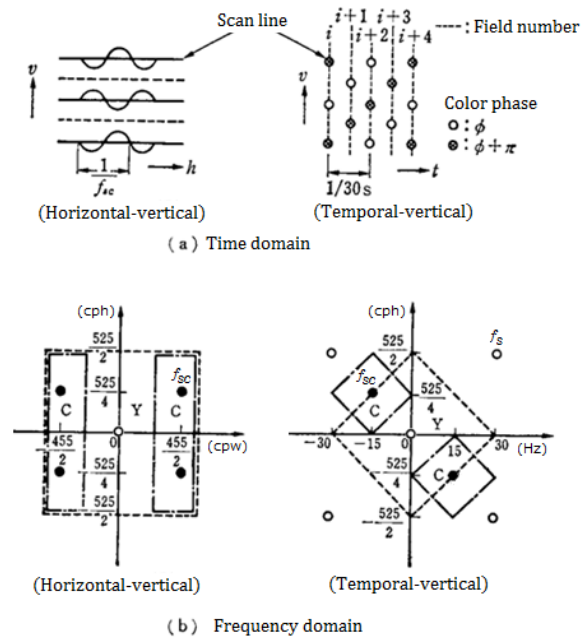 Scan line
i i+1 i+2 i+3 i+4
-----: Field number
v
v
Color phase
○: ϕ
⊗: ϕ+π
1/f_sc
h
1/30 s
t
(Horizontal-vertical)
(Temporal-vertical)
(a) Time domain
(cph)
(cph)
525/2
525/2
f_s
f_sc
f_sc
525/4
525/4
C
Y
C
C
Y
-455/2
0
455/2
(cpw)
-30
-15
0
15
30
(Hz)
525/4
525/4
C
525/2
-525/2
(Horizontal-vertical)
(Temporal-vertical)
(b) Frequency domain